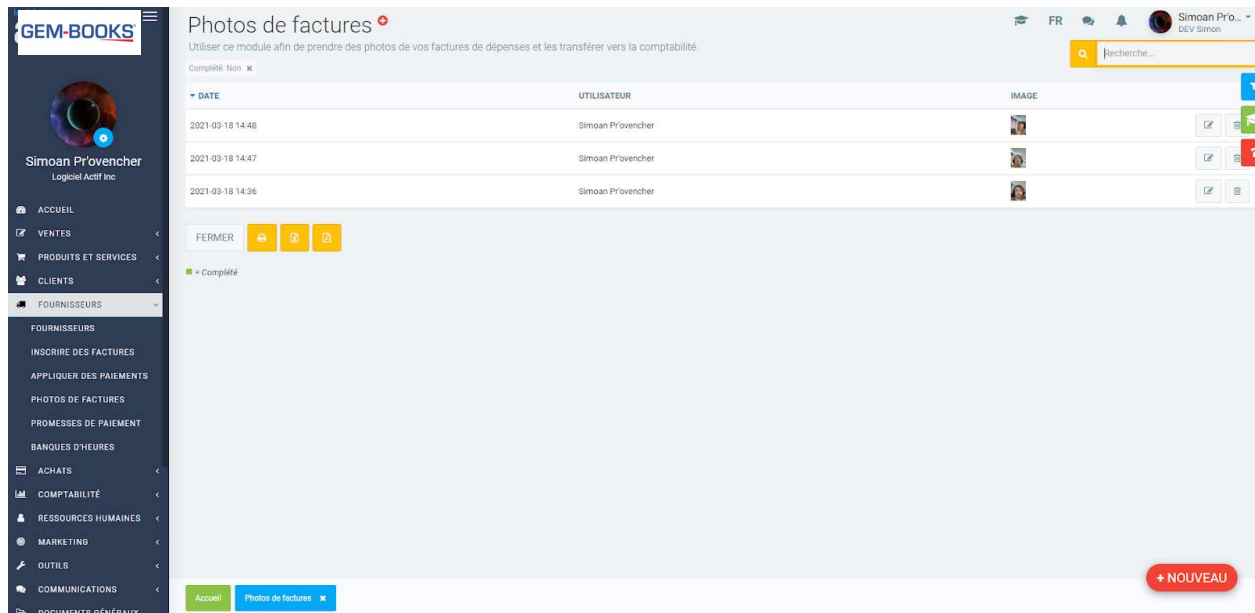 GEM-BOOKS
Simoan Pr'ovencher
Logiciel Actif Inc
ACCUEIL
VENTES
PRODUITS ET SERVICES
CLIENTS
FOURNISSEURS
FOURNISSEURS
INSCRIRE DES FACTURES
APPLIQUER DES PAIEMENTS
PHOTOS DE FACTURES
PROMESSES DE PAIEMENT
BANQUES D'HEURES
ACHATS
COMPTABILITÉ
RESSOURCES HUMAINES
MARKETING
OUTILS
COMMUNICATIONS
DOCUMENTS GÉNÉRAUX
Photos de factures
Utiliser ce module afin de prendre des photos de vos factures de dépenses et les transférer vers la comptabilité.
Complété: Non ×
FR
Simoan Pr'o...
DEV Simon
Recherche...
DATE UTILISATEUR IMAGE
2021-03-18 14:48 Simoan Pr'ovencher
2021-03-18 14:47 Simoan Pr'ovencher
2021-03-18 14:36 Simoan Pr'ovencher
FERMER
= Complété
+ NOUVEAU
Accueil Photos de factures ×